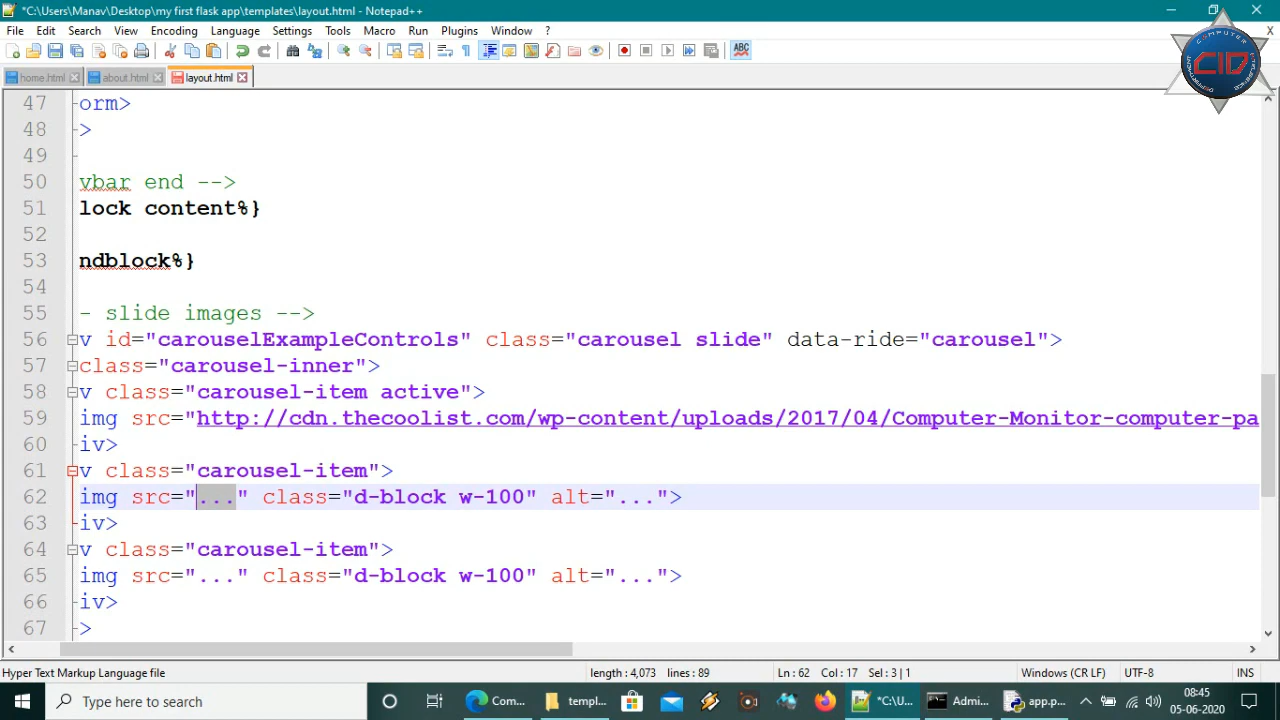 *C:\Users\Manav\Desktop\my first flask app\templates\layout.html - Notepad++
File Edit Search View Encoding Language Settings Tools Macro Run Plugins Window ? X
home.html about.html layout.html
COMPUTER
CID
47 orm>
48 >
49
50 vbar end -->
51 lock content%}
52
53 ndblock%}
54
55 - slide images -->
56 v id="carouselExampleControls" class="carousel slide" data-ride="carousel">
57 class="carousel-inner">
58 v class="carousel-item active">
59 img src="http://cdn.thecoolist.com/wp-content/uploads/2017/04/Computer-Monitor-computer-pa
60 iv>
61 v class="carousel-item">
62 img src="..." class="d-block w-100" alt="...">
63 iv>
64 v class="carousel-item">
65 img src="..." class="d-block w-100" alt="...">
66 iv>
67 >
Hyper Text Markup Language file length : 4,073 lines : 89 Ln : 62 Col : 17 Sel : 3 | 1 Windows (CR LF) UTF-8 INS
Type here to search Com... templ... *C:\U... Admi... app.p... 08:45
05-06-2020